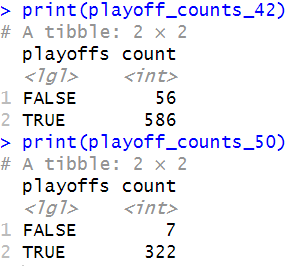 > print(playoff_counts_42)
# A tibble: 2 × 2
playoffs count
<lgl> <int>
1 FALSE 56
2 TRUE 586
> print(playoff_counts_50)
# A tibble: 2 × 2
playoffs count
<lgl> <int>
1 FALSE 7
2 TRUE 322